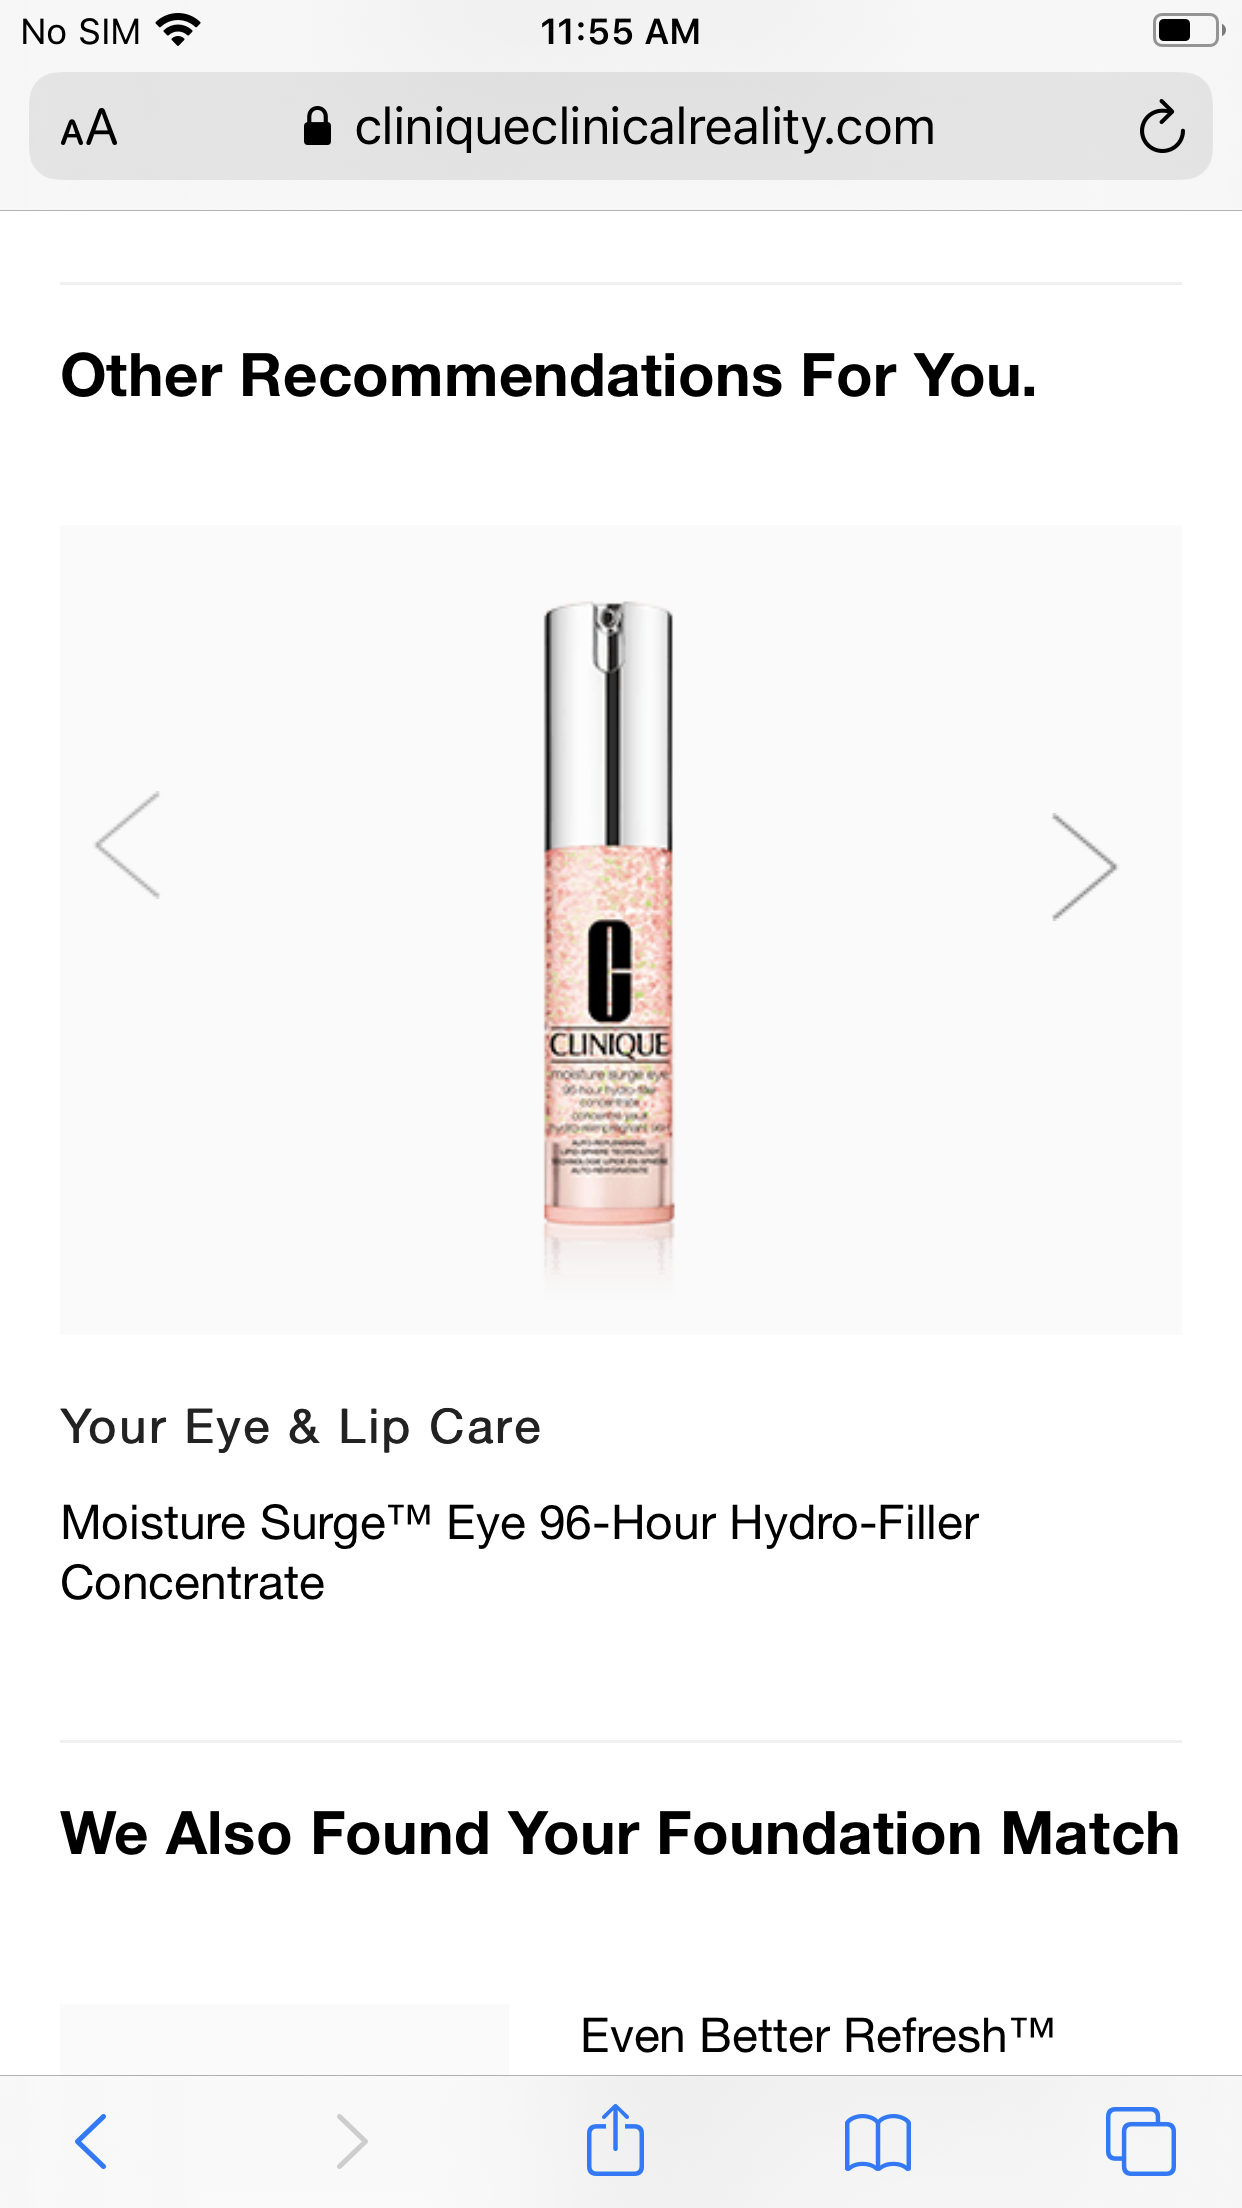 No SIM
11:55 AM
AA
cliniqueclinicalreality.com
Other Recommendations For You.
C
CLINIQUE
moisture surge eye
96-hour hydro-filler
concentrate
Your Eye & Lip Care
Moisture Surge™ Eye 96-Hour Hydro-Filler
Concentrate
We Also Found Your Foundation Match
Even Better Refresh™